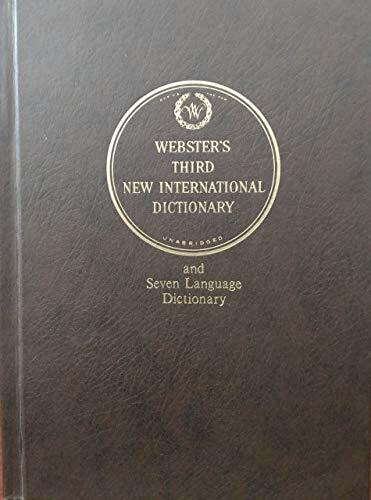 WEBSTER'S
THIRD
NEW INTERNATIONAL
DICTIONARY
UNABRIDGED
and
Seven Language
Dictionary